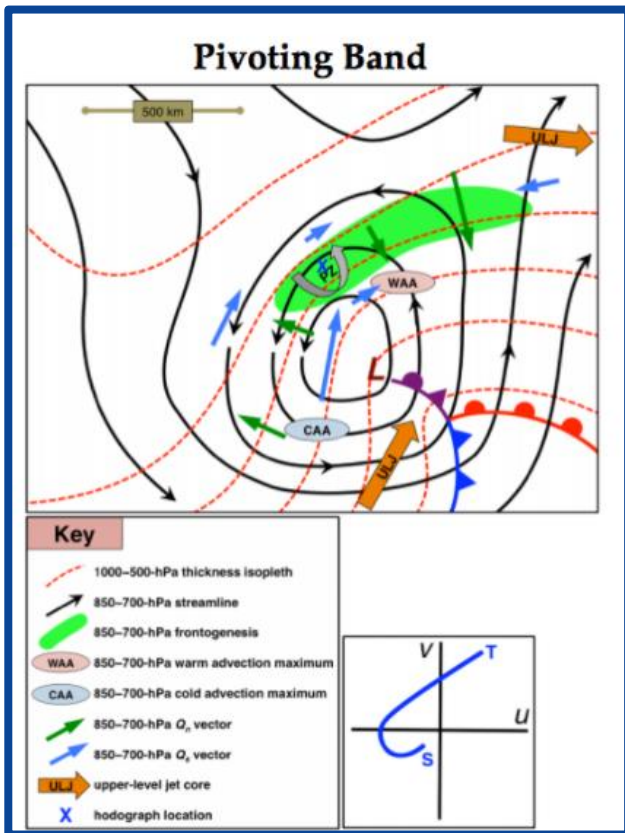 Pivoting Band
500 km
ULJ
X
PZ
WAA
L
CAA
ULJ
Key
1000–500-hPa thickness isopleth
850–700-hPa streamline
850–700-hPa frontogenesis
WAA 850–700-hPa warm advection maximum
CAA 850–700-hPa cold advection maximum
850–700-hPa Qn vector
850–700-hPa Qs vector
ULJ upper-level jet core
X hodograph location
V
T
u
S